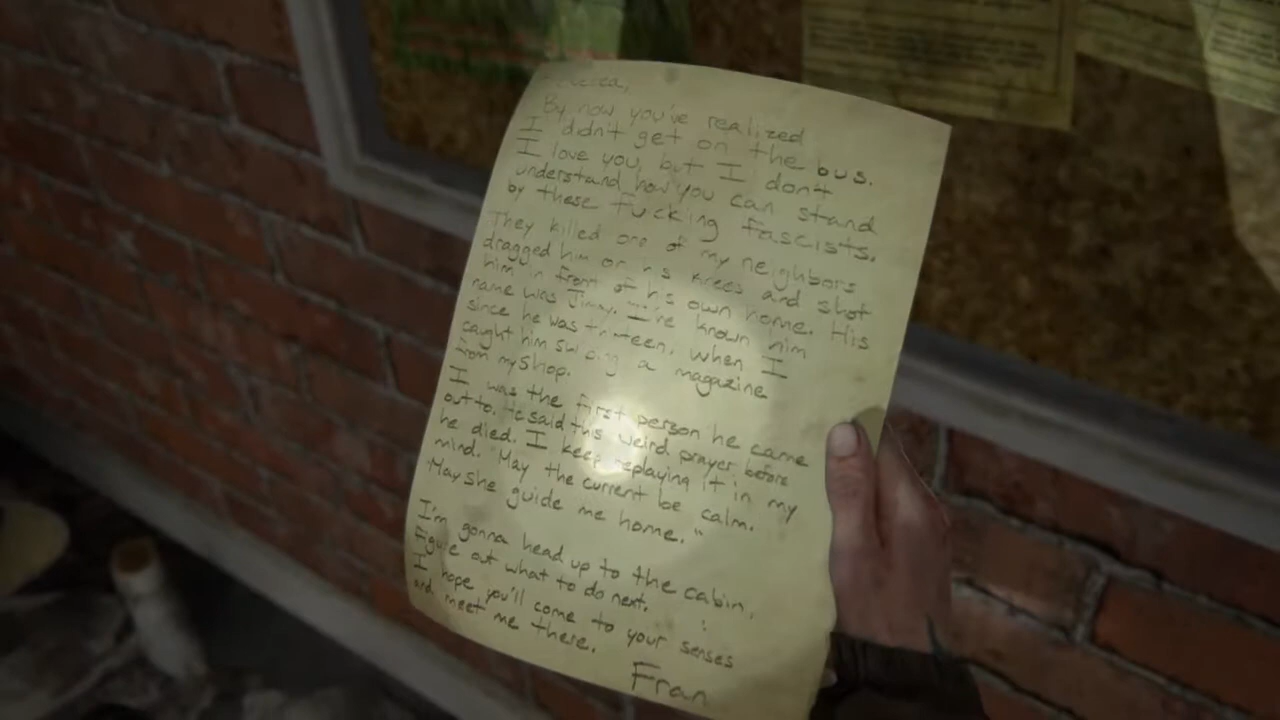 By now you've realized
I didn't get on the bus.
I love you, but I don't
understand how you can stand
by these fucking fascists.
They killed one of my neighbors
dragged him on his knees and shot
him in front of his own home. His
name was Jimmy. I've known him
since he was thirteen. When I
caught him swiping a magazine
from my shop.
I was the first person he came
out to. He said this weird prayer before
he died. I keep replaying it in my
mind. "May the current be calm.
May she guide me home."
I'm gonna head up to the cabin,
figure out what to do next.
I hope you'll come to your senses
and meet me there.
Fran